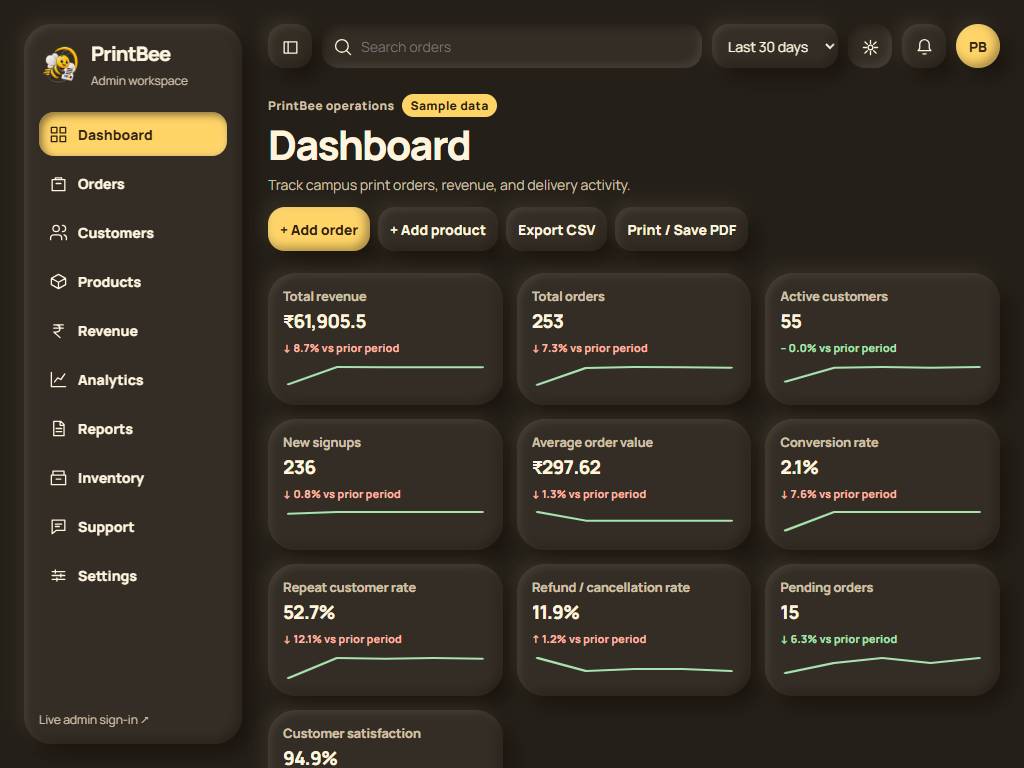 PrintBee
Admin workspace
Dashboard
Orders
Customers
Products
Revenue
Analytics
Reports
Inventory
Support
Settings
Live admin sign-in ↗
Search orders
Last 30 days
PB
PrintBee operations
Sample data
Dashboard
Track campus print orders, revenue, and delivery activity.
+ Add order
+ Add product
Export CSV
Print / Save PDF
Total revenue
₹61,905.5
↓ 8.7% vs prior period
Total orders
253
↓ 7.3% vs prior period
Active customers
55
– 0.0% vs prior period
New signups
236
↓ 0.8% vs prior period
Average order value
₹297.62
↓ 1.3% vs prior period
Conversion rate
2.1%
↓ 7.6% vs prior period
Repeat customer rate
52.7%
↓ 12.1% vs prior period
Refund / cancellation rate
11.9%
↑ 1.2% vs prior period
Pending orders
15
↓ 6.3% vs prior period
Customer satisfaction
94.9%